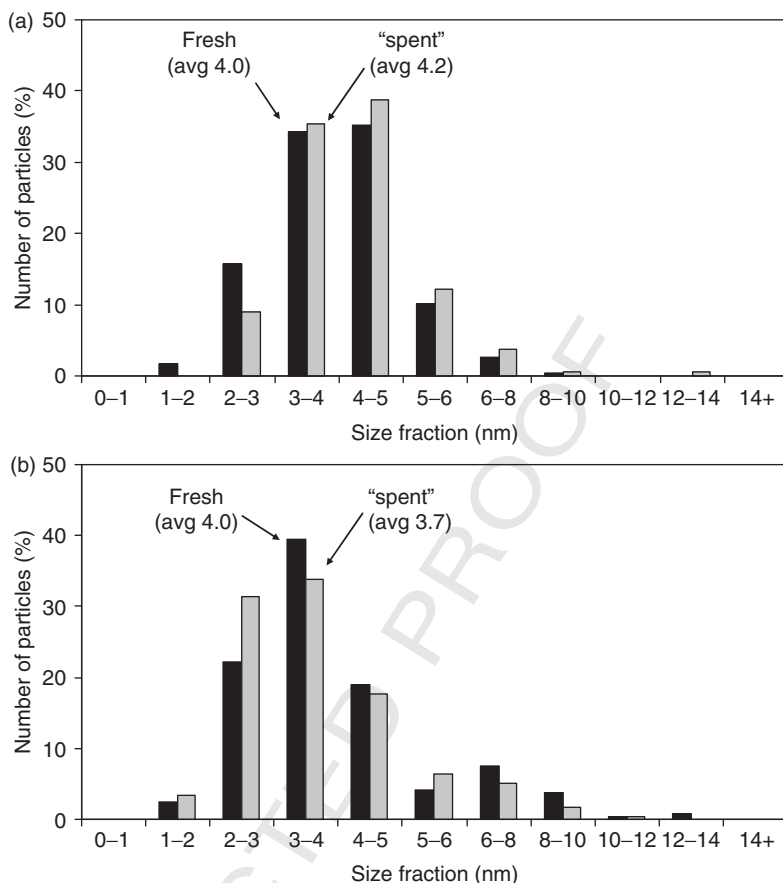 (a)
50
40
30
20
10
0
Number of particles (%)
Fresh
(avg 4.0)
“spent”
(avg 4.2)
0–1 1–2 2–3 3–4 4–5 5–6 6–8 8–10 10–12 12–14 14+
Size fraction (nm)
(b)
50
40
30
20
10
0
Number of particles (%)
Fresh
(avg 4.0)
“spent”
(avg 3.7)
0–1 1–2 2–3 3–4 4–5 5–6 6–8 8–10 10–12 12–14 14+
Size fraction (nm)
CTED PROOF